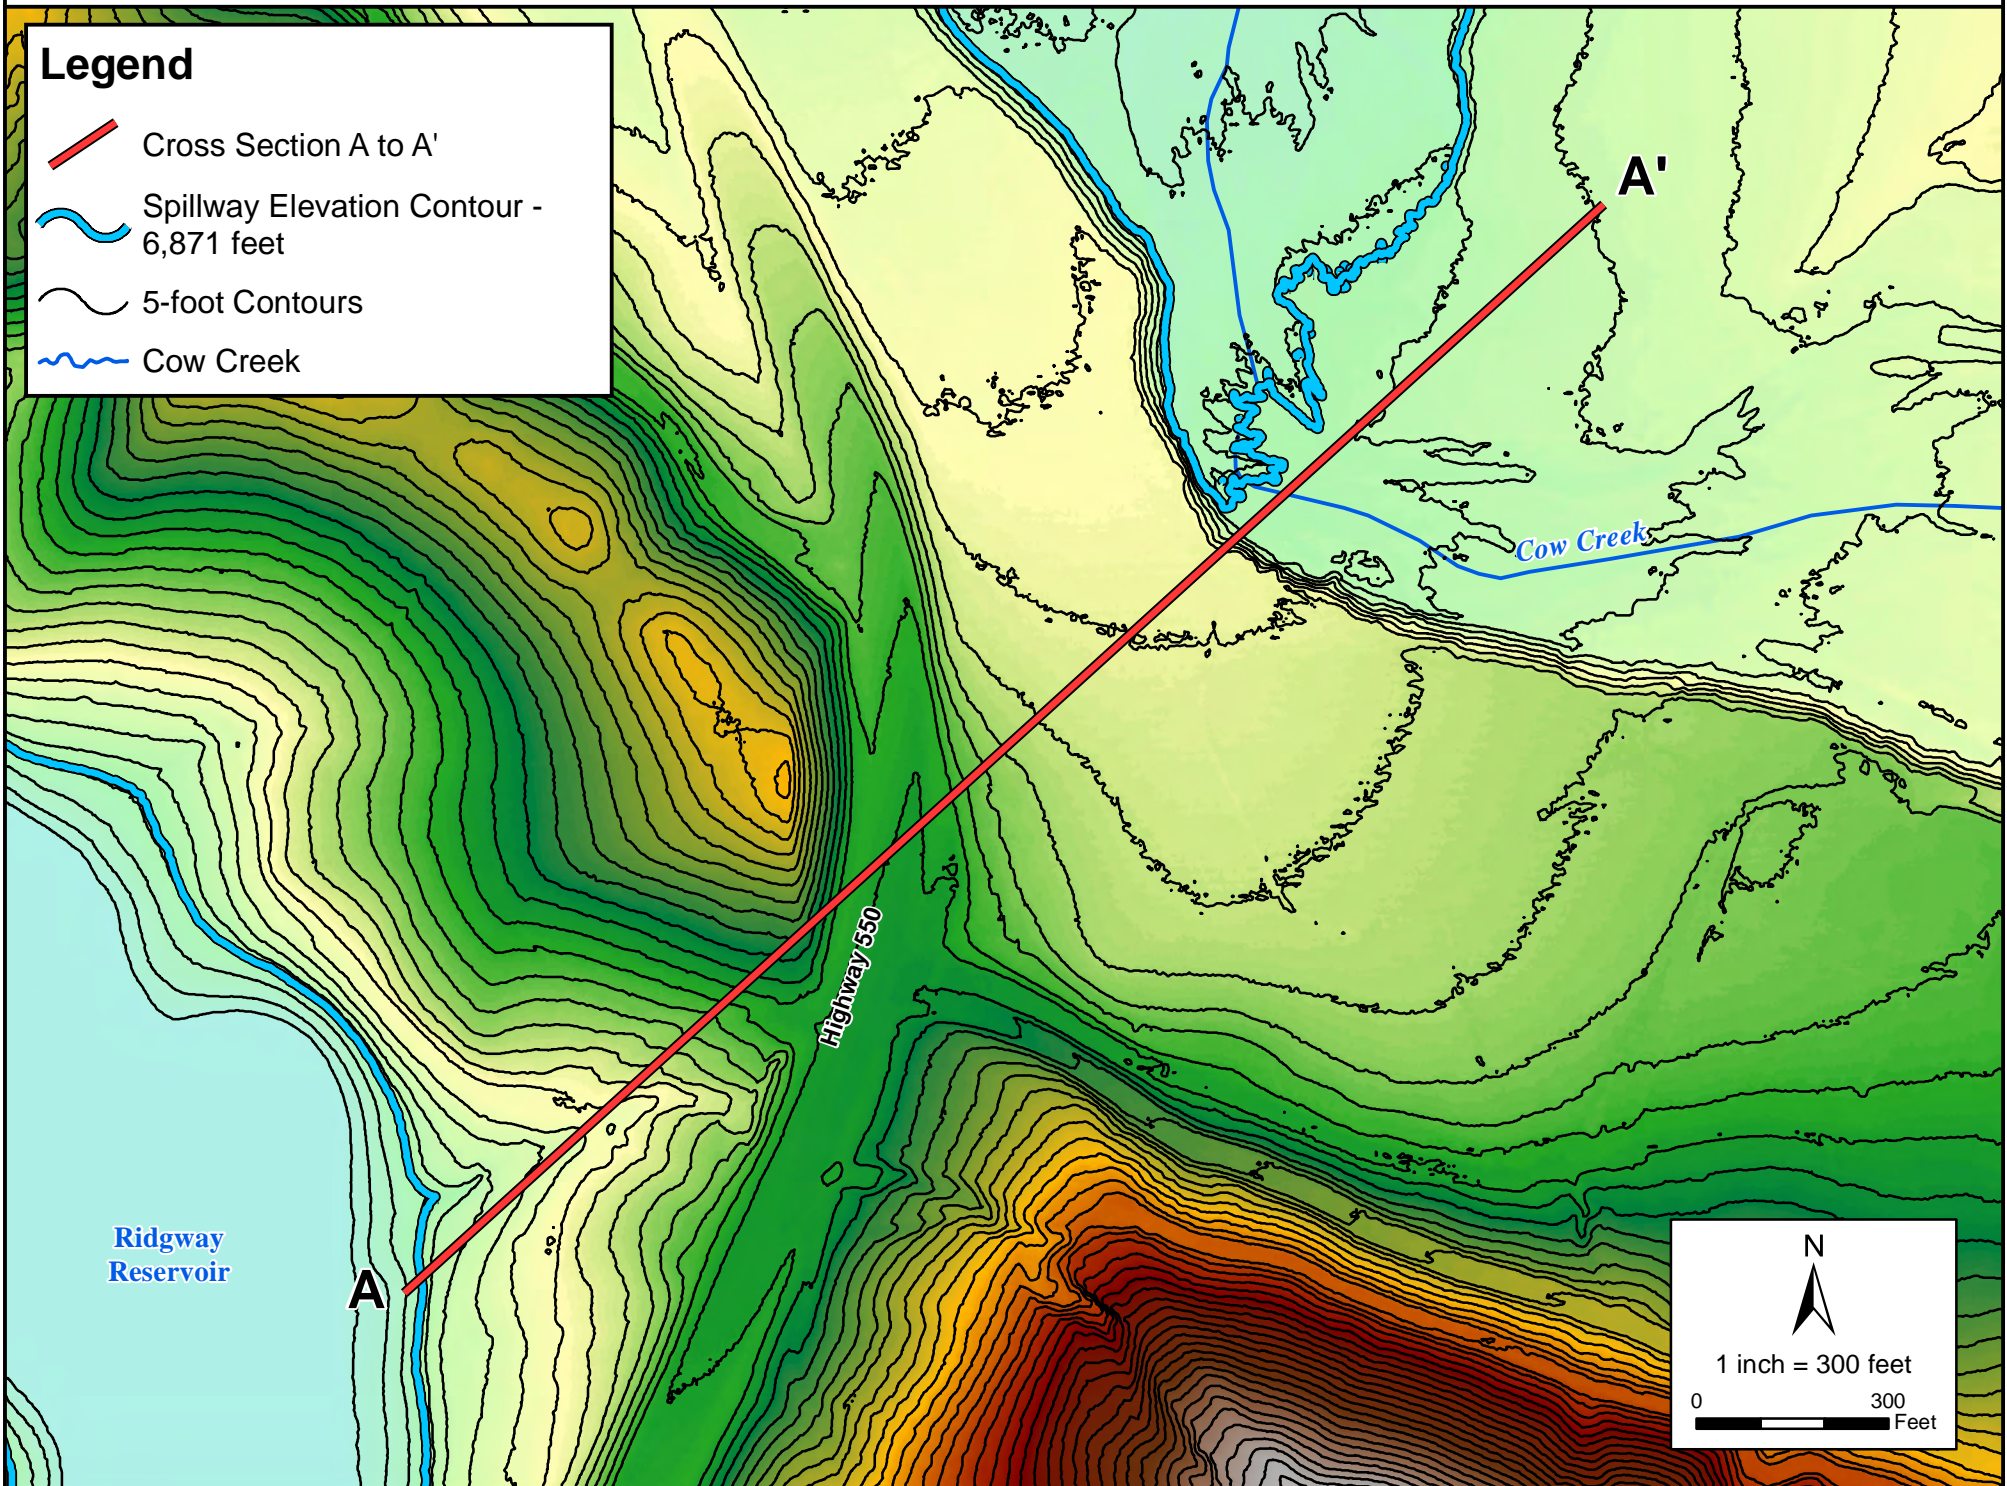 Legend
Cross Section A to A'
Spillway Elevation Contour -
6,871 feet
5-foot Contours
Cow Creek
A'
Cow Creek
Highway 550
Ridgway
Reservoir
A
N
1 inch = 300 feet
0 300
Feet